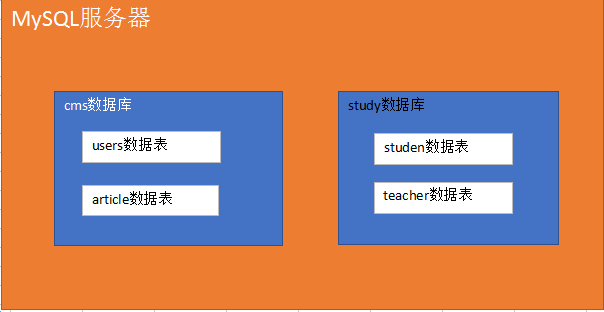 MySQL服务器
cms数据库
users数据表
article数据表
study数据库
studen数据表
teacher数据表